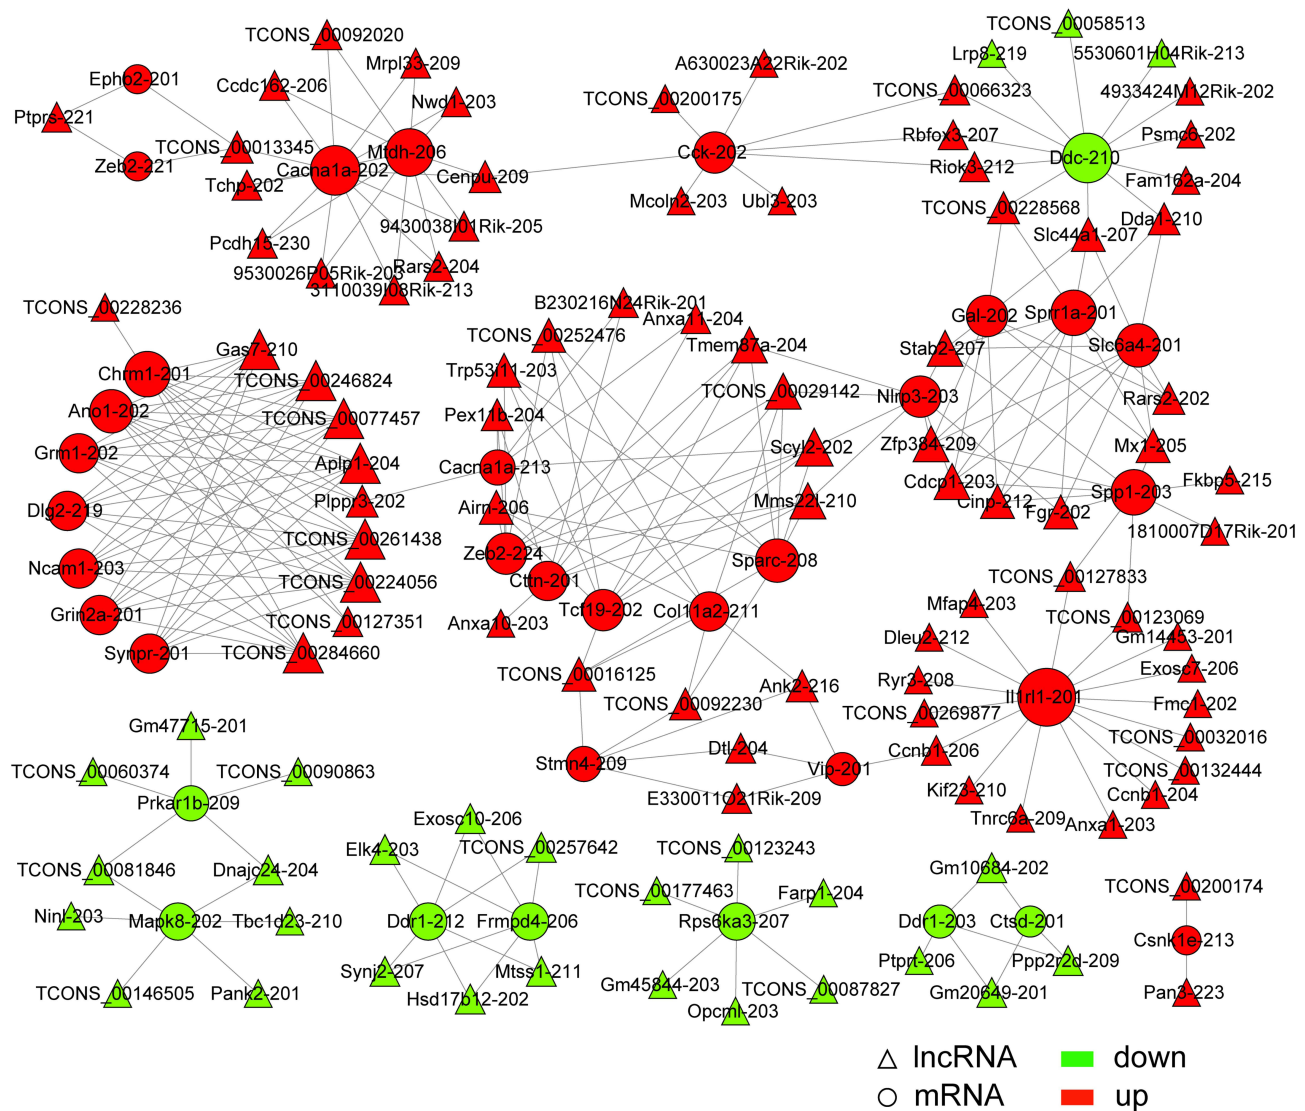 TCONS_00058513
TCONS_00092020
Lrp8-219
5530601H04Rik-213
Mrpl33-209
A630023A22Rik-202
Ephb2-201
Ccdc162-206
TCONS_00066323
4933424M12Rik-202
Nwd1-203
TCONS_00200175
Ptprs-221
Rbfox3-207
Psmc6-202
TCONS_00013345
Mtdh-206
Cck-202
Ddc-210
Zeb2-221
Cacna1a-202
Cenpu-209
Riok3-212
Tchp-202
Fam162a-204
Mcoln2-203
Ubl3-203
TCONS_00228568
Dda1-210
9430038I01Rik-205
Slc44a1-207
Pcdh15-230
9530026P05Rik-203
Rars2-204
3110039I08Rik-213
TCONS_00228236
B230216N24Rik-201
Anxa11-204
Gal-202
Sprr1a-201
TCONS_00252476
Tmem87a-204
Slc6a4-201
Gas7-210
Stab2-207
Chrm1-201
TCONS_00246824
Trp53i11-203
TCONS_00029142
Nlrp3-203
Rars2-202
Ano1-202
TCONS_00077457
Pex11b-204
Grm1-202
Aplp1-204
Cacna1a-213
Scyl2-202
Zfp384-209
Mx1-205
Plppr3-202
Cdcp1-203
Spp1-203
Fkbp5-215
Dlg2-219
Airn-206
Mms22l-210
Cinp-212
Fgr-202
1810007D17Rik-201
TCONS_00261438
Zeb2-224
Sparc-208
Ncam1-203
TCONS_00224056
Cttn-201
TCONS_00127833
Grin2a-201
TCONS_00127351
Anxa10-203
Tcf19-202
Col11a2-211
Mfap4-203
TCONS_00123069
Synpr-201
TCONS_00284660
Dleu2-212
Gm14453-201
TCONS_00016125
Ank2-216
Ryr3-208
Exosc7-206
Il1rl1-201
TCONS_00092230
TCONS_00269877
Fmc1-202
Gm47715-201
TCONS_00032016
Dtl-204
Ccnb1-206
TCONS_00060374
TCONS_00090863
Stmn4-209
Vip-201
TCONS_00132444
Prkar1b-209
E330011O21Rik-209
Kif23-210
Ccnb1-204
Exosc10-206
Tnrc6a-209
Anxa1-203
Elk4-203
TCONS_00257642
TCONS_00123243
TCONS_00081846
Dnajc24-204
Gm10684-202
TCONS_00177463
Farp1-204
TCONS_00200174
Ninl-203
Mapk8-202
Tbc1d23-210
Ddr1-212
Frmpd4-206
Rps6ka3-207
Ddr1-203
Ctsd-201
Csnk1e-213
Ptprt-206
Ppp2r2d-209
Synj2-207
Mtss1-211
Gm45844-203
TCONS_00087827
TCONS_00146505
Pank2-201
Hsd17b12-202
Opcml-203
Gm20649-201
Pan3-223
lncRNA
down
mRNA
up